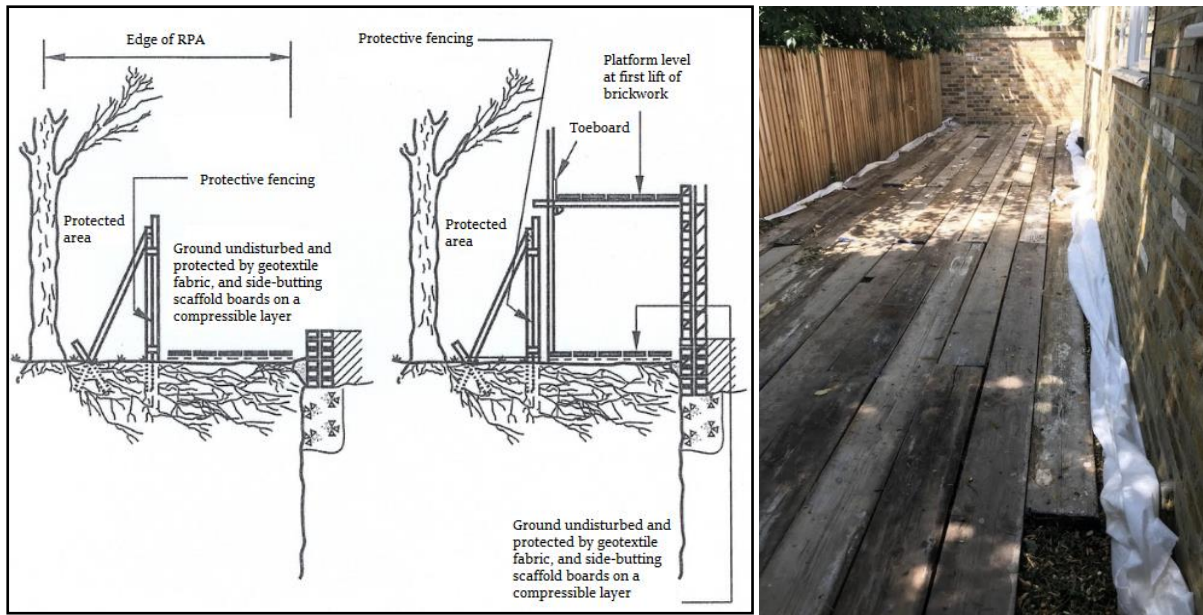 Edge of RPA
Protective fencing
Protected
area
Ground undisturbed and
protected by geotextile
fabric, and side-butting
scaffold boards on a
compressible layer
Protective fencing
Platform level
at first lift of
brickwork
Toeboard
Protected
area
Ground undisturbed and
protected by geotextile
fabric, and side-butting
scaffold boards on a
compressible layer